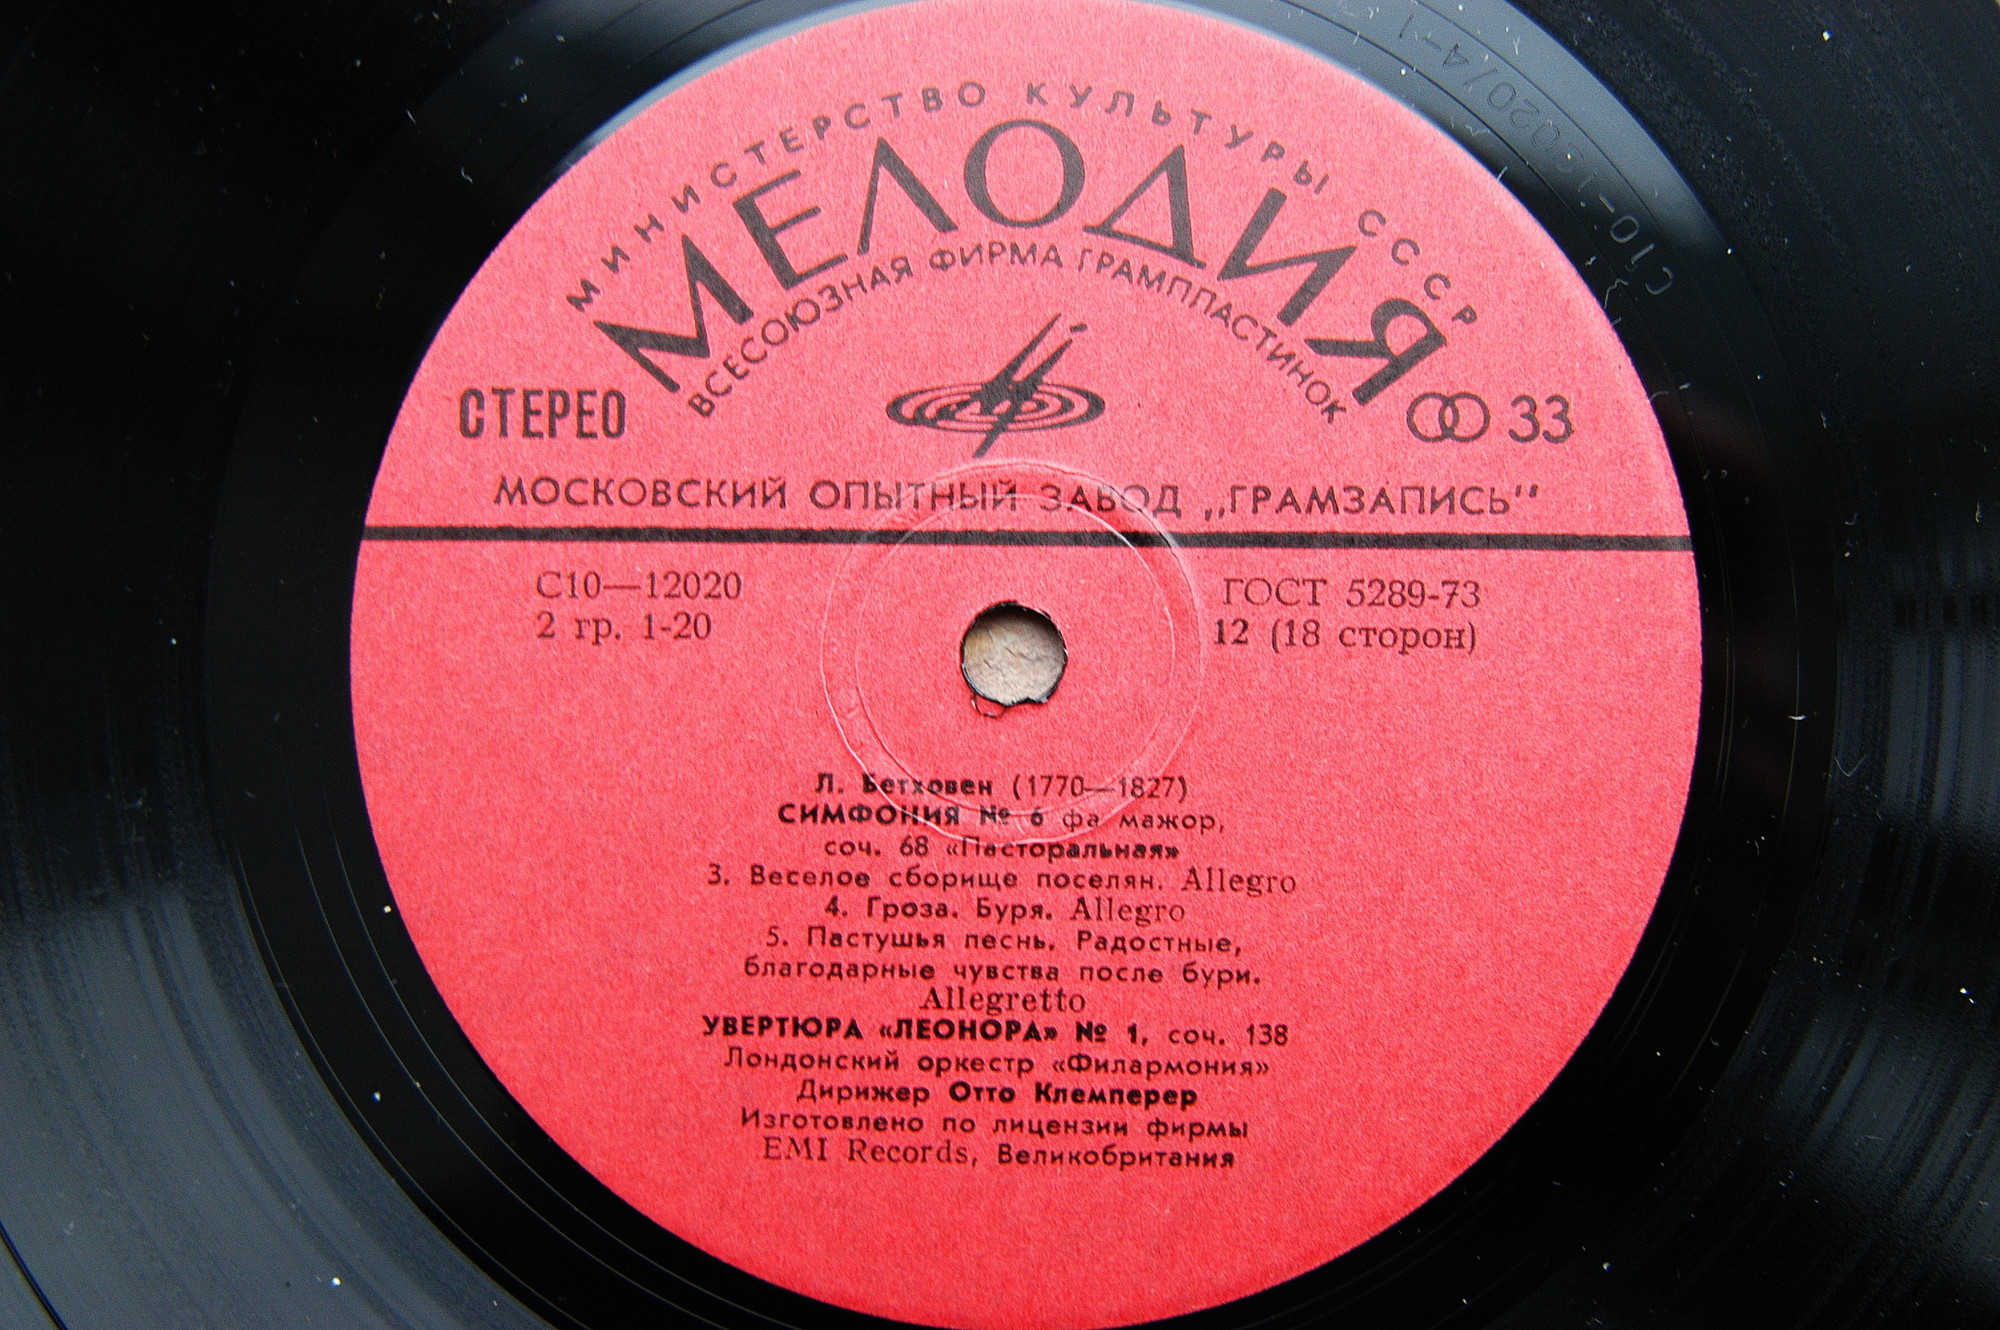 МИНИСТЕРСТВО КУЛЬТУРЫ СССР
МЕЛОДИЯ
ВСЕСОЮЗНАЯ ФИРМА ГРАМПЛАСТИНОК
СТЕРЕО
33
МОСКОВСКИЙ ОПЫТНЫЙ ЗАВОД „ГРАМЗАПИСЬ"
С10—12020
2 гр. 1-20
ГОСТ 5289-73
12 (18 сторон)
Л. Бетховен (1770—1827)
СИМФОНИЯ № 6 фа мажор,
соч. 68 «Пасторальная»
3. Веселое сборище поселян. Allegro
4. Гроза. Буря. Allegro
5. Пастушья песнь. Радостные,
благодарные чувства после бури.
Allegretto
УВЕРТЮРА «ЛЕОНОРА» № 1, соч. 138
Лондонский оркестр «Филармония»
Дирижер Отто Клемперер
Изготовлено по лицензии фирмы
EMI Records, Великобритания